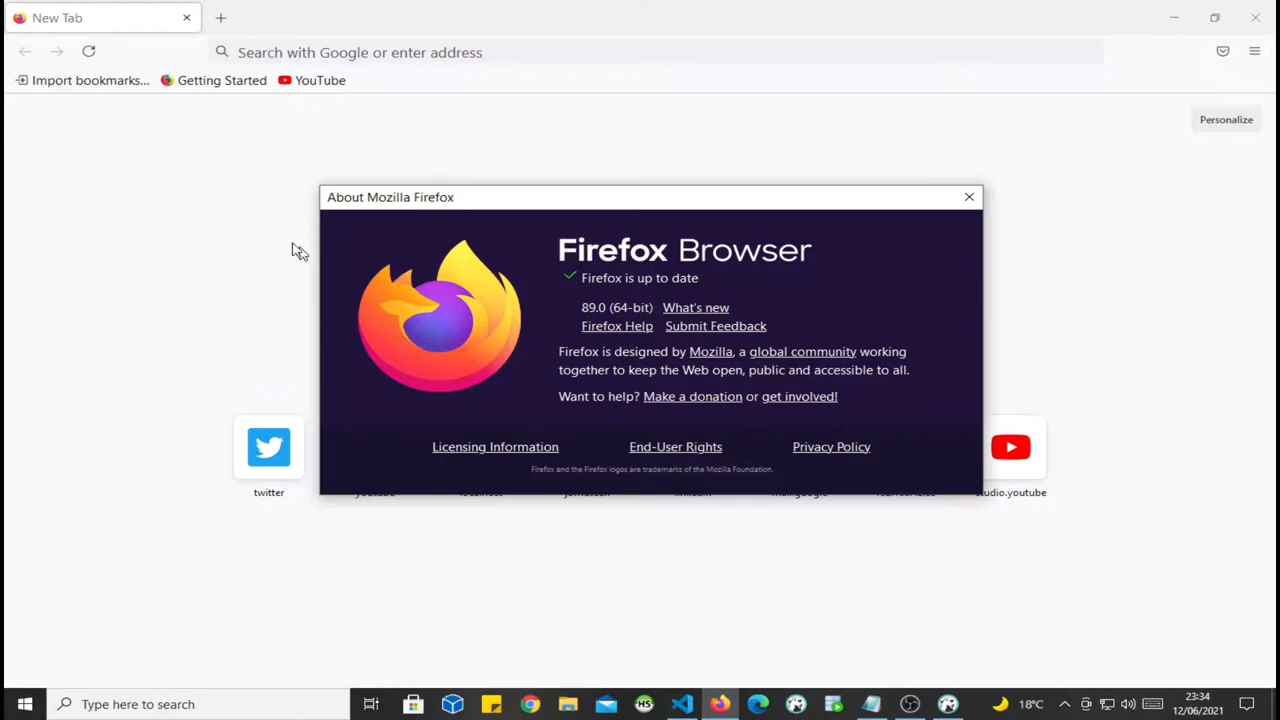 New Tab
Search with Google or enter address
Import bookmarks... Getting Started YouTube
Personalize
About Mozilla Firefox
Firefox Browser
Firefox is up to date
89.0 (64-bit) What's new
Firefox Help Submit Feedback
Firefox is designed by Mozilla, a global community working
together to keep the Web open, public and accessible to all.
Want to help? Make a donation or get involved!
Licensing Information End-User Rights Privacy Policy
Firefox and the Firefox logos are trademarks of the Mozilla Foundation.
twitter youtube localhost linkedin studio.youtube
HS
Type here to search
18°C
23:34
12/06/2021